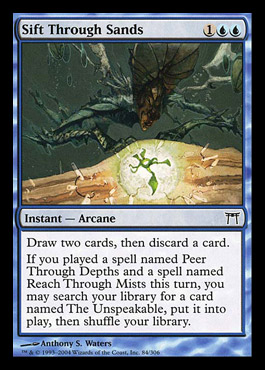 Sift Through Sands
1
Instant — Arcane
Draw two cards, then discard a card.
If you played a spell named Peer
Through Depths and a spell named
Reach Through Mists this turn, you
may search your library for a card
named The Unspeakable, put it into
play, then shuffle your library.
Anthony S. Waters
™ & © 1993-2004 Wizards of the Coast, Inc. 84/306